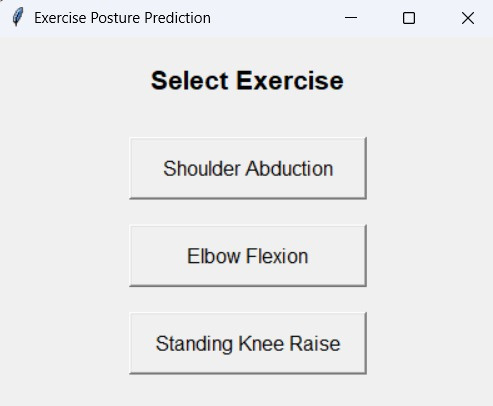 Exercise Posture Prediction
Select Exercise
Shoulder Abduction
Elbow Flexion
Standing Knee Raise